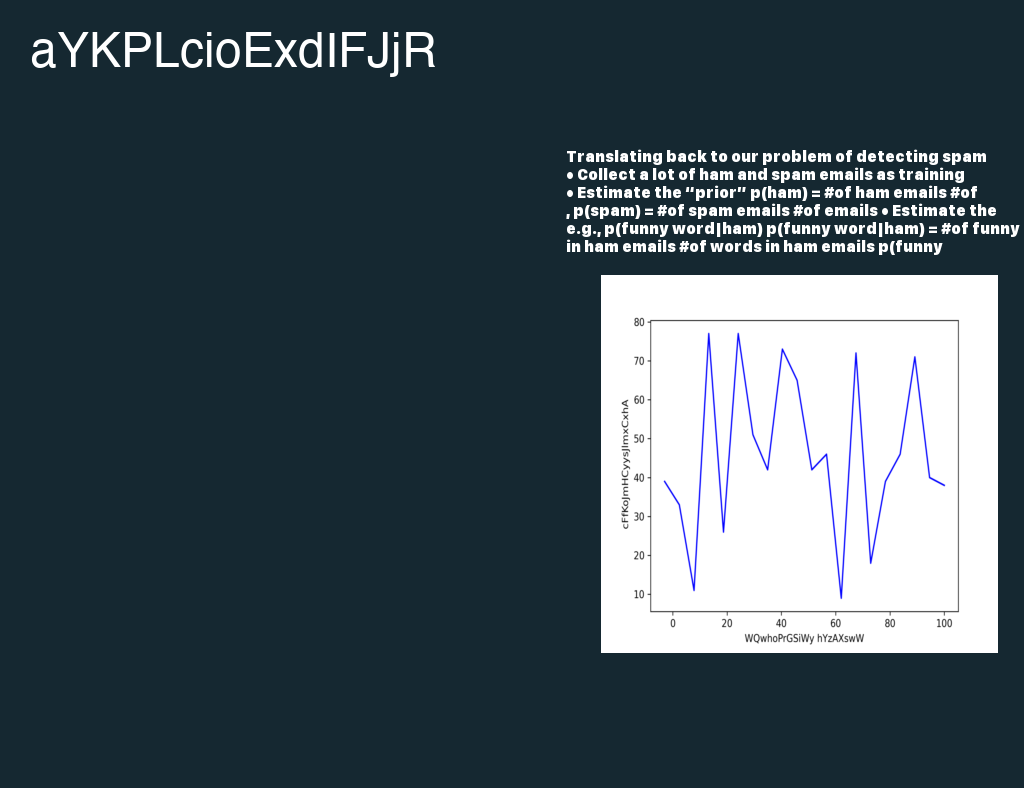 aYKPLcioExdIFJjR
Translating back to our problem of detecting spam
• Collect a lot of ham and spam emails as training
• Estimate the “prior” p(ham) = #of ham emails #of
, p(spam) = #of spam emails #of emails • Estimate the
e.g., p(funny word|ham) p(funny word|ham) = #of funny
in ham emails #of words in ham emails p(funny
80
70
60
50
40
30
20
10
cFfKoJmHCyysJlmxCxhA
0 20 40 60 80 100
WQwhoPrGSiWy hYzAXswW